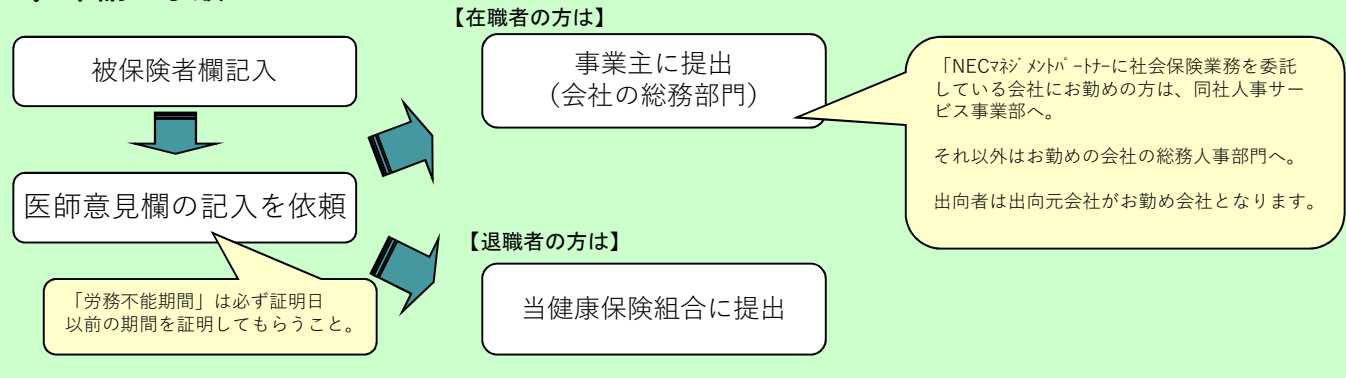 【在職者の方は】
被保険者欄記入
事業主に提出
（会社の総務部門）
「NECﾏﾈｼﾞﾒﾝﾄﾊﾟｰﾄﾅｰに社会保険業務を委託
している会社にお勤めの方は、同社人事サー
ビス事業部へ。
それ以外はお勤めの会社の総務人事部門へ。
出向者は出向元会社がお勤め会社となります。
医師意見欄の記入を依頼
「労務不能期間」は必ず証明日
以前の期間を証明してもらうこと。
【退職者の方は】
当健康保険組合に提出